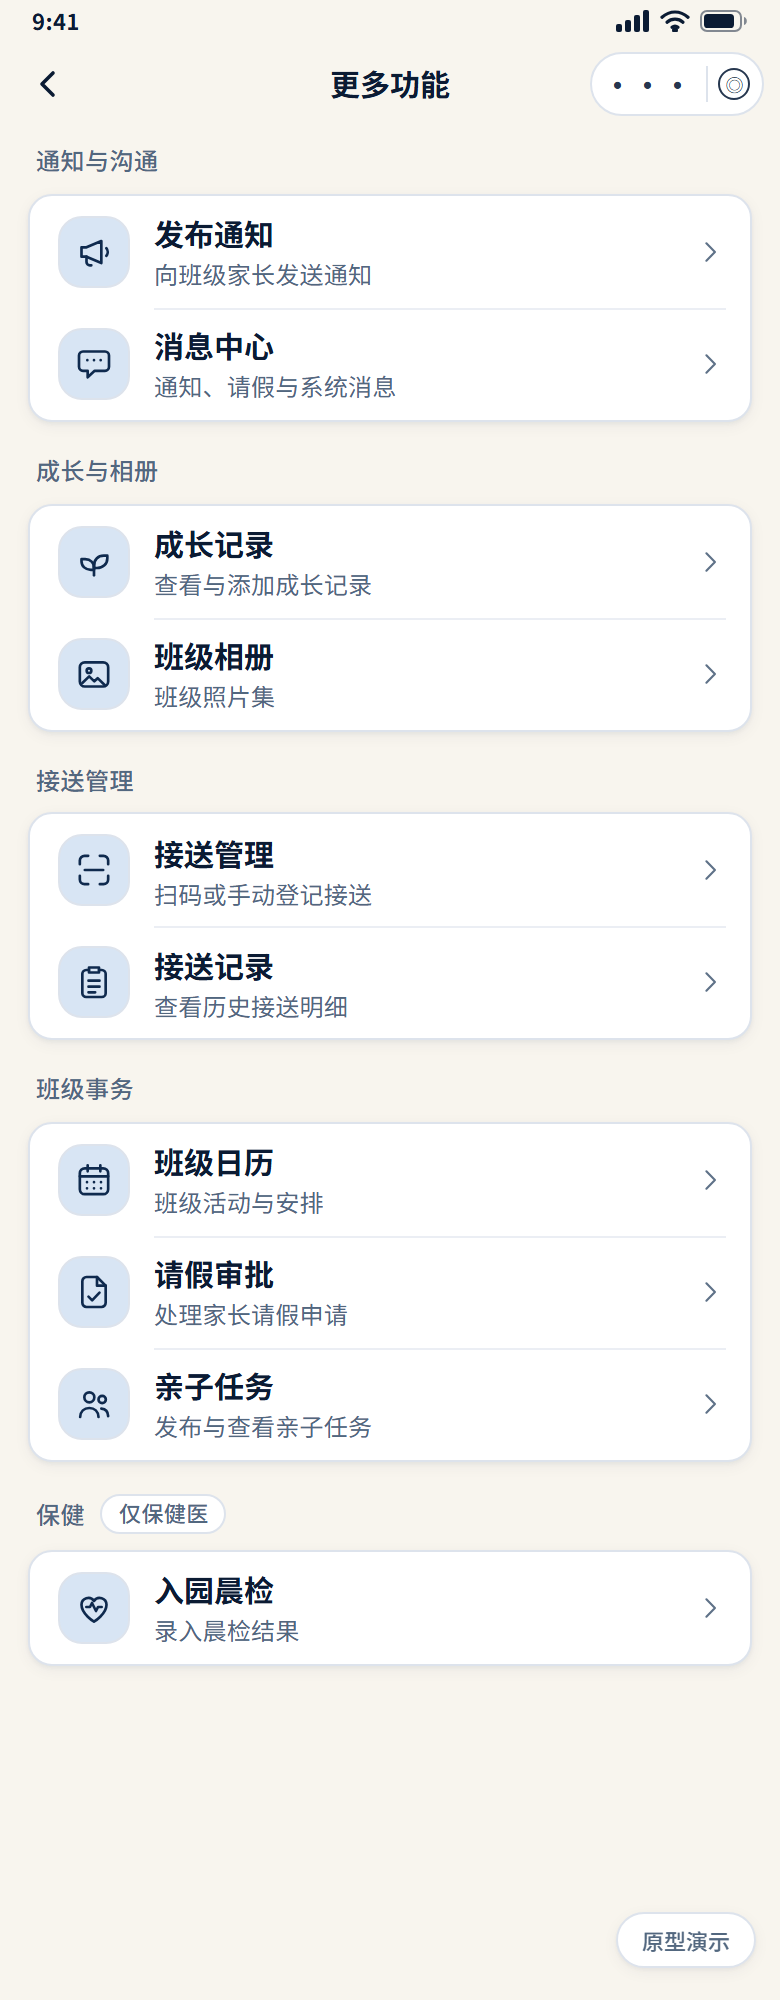 9:41
更多功能
通知与沟通
发布通知
向班级家长发送通知
消息中心
通知、请假与系统消息
成长与相册
成长记录
查看与添加成长记录
班级相册
班级照片集
接送管理
接送管理
扫码或手动登记接送
接送记录
查看历史接送明细
班级事务
班级日历
班级活动与安排
请假审批
处理家长请假申请
亲子任务
发布与查看亲子任务
保健 仅保健医
入园晨检
录入晨检结果
原型演示